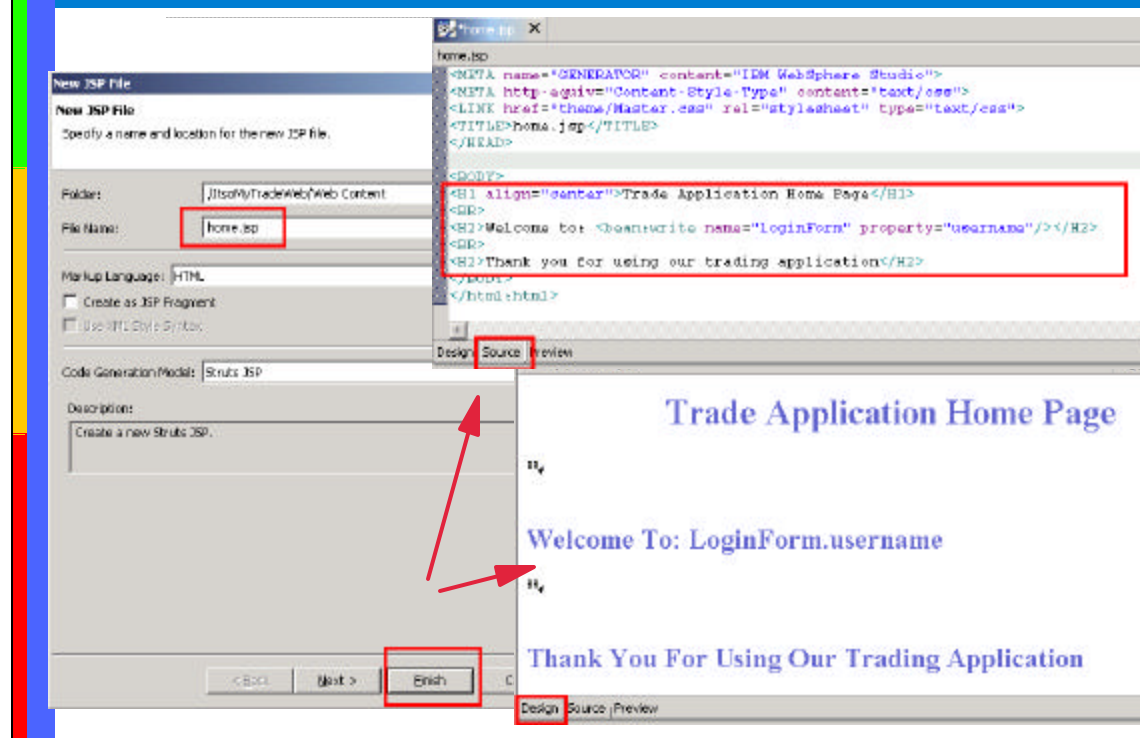 New JSP File
New JSP File
Specify a name and location for the new JSP file.
Folder: /ItsoMyTradeWeb/Web Content
File Name: home.jsp
Markup Language: HTML
Create as JSP Fragment
Use XML Style Syntax
Code Generation Model: Struts JSP
Description:
Create a new Struts JSP.
< Back Next > Finish C
*home.jsp X
home.jsp
<META name="GENERATOR" content="IBM WebSphere Studio">
<META http-equiv="Content-Style-Type" content="text/css">
<LINK href="theme/Master.css" rel="stylesheet" type="text/css">
<TITLE>home.jsp</TITLE>
</HEAD>
<BODY>
<H1 align="center">Trade Application Home Page</H1>
<BR>
<H2>Welcome to: <bean:write name="LoginForm" property="username"/></H2>
<BR>
<H2>Thank you for using our trading application</H2>
</BODY>
</html:html>
Design Source Preview
Trade Application Home Page
Welcome To: LoginForm.username
Thank You For Using Our Trading Application
Design Source Preview